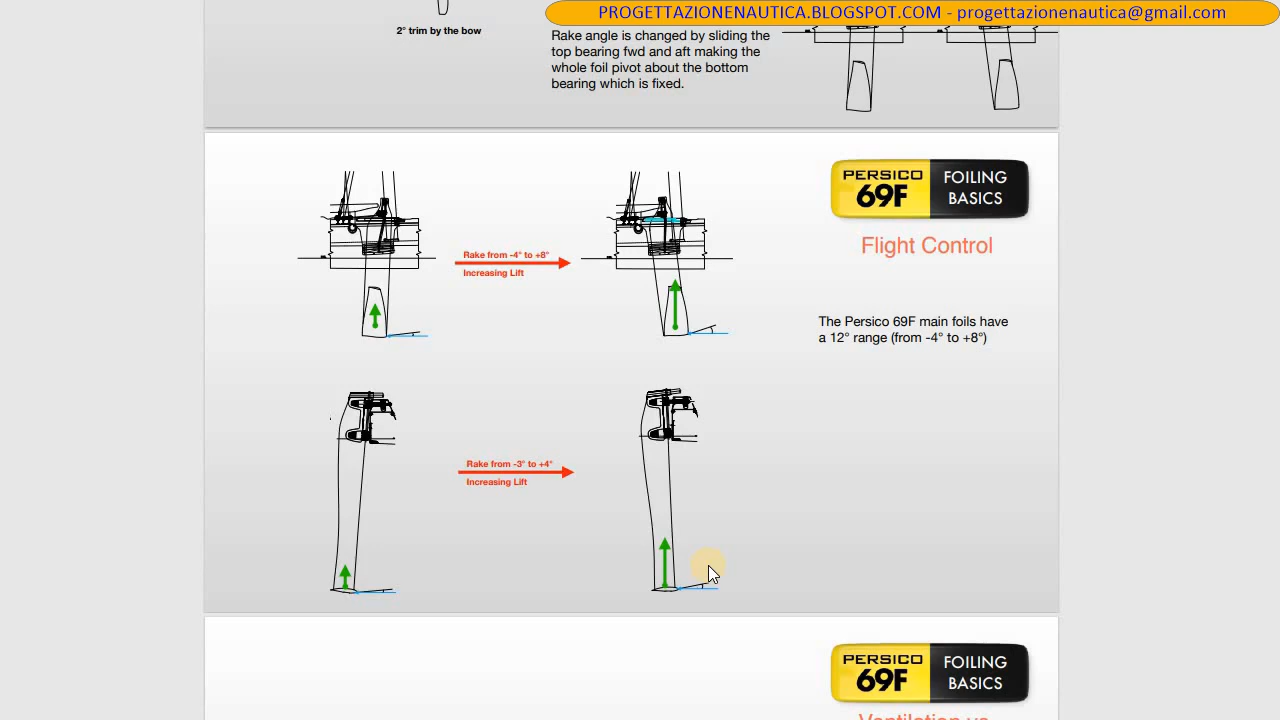 PROGETTAZIONENAUTICA.BLOGSPOT.COM - progettazionenautica@gmail.com
2° trim by the bow
Rake angle is changed by sliding the
top bearing fwd and aft making the
whole foil pivot about the bottom
bearing which is fixed.
PERSICO
69F
FOILING
BASICS
Flight Control
Rake from -4° to +8°
Increasing Lift
The Persico 69F main foils have
a 12° range (from -4° to +8°)
Rake from -3° to +4°
Increasing Lift
PERSICO
69F
FOILING
BASICS
Ventilation vs